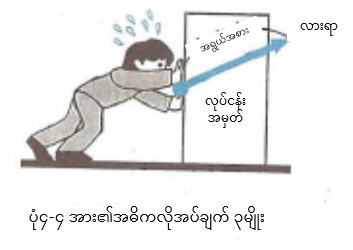 လားရာ
အရွယ်အစား
လုပ်ငန်း
အမှတ်
ပုံ၄-၄ အား၏အဓိကလိုအပ်ချက် ၃မျိုး